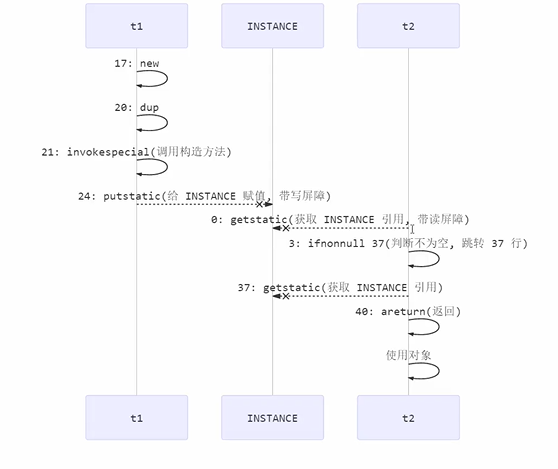 t1 INSTANCE t2
17: new
20: dup
21: invokespecial(调用构造方法)
24: putstatic(给 INSTANCE 赋值, 带写屏障)
0: getstatic(获取 INSTANCE 引用, 带读屏障)
3: ifnonnull 37(判断不为空, 跳转 37 行)
37: getstatic(获取 INSTANCE 引用)
40: areturn(返回)
使用对象
t1 INSTANCE t2